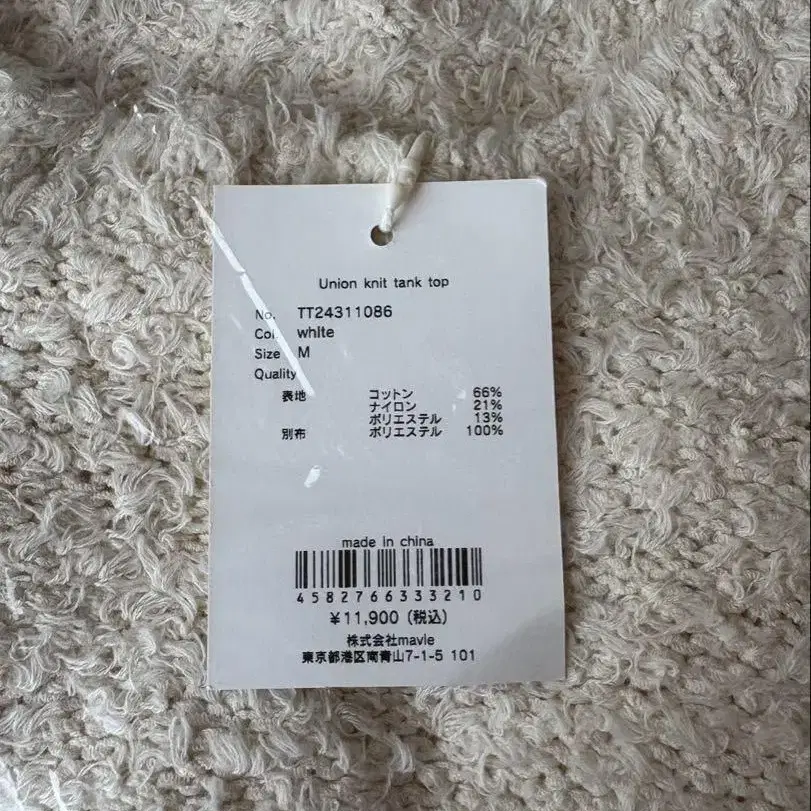 Union knit tank top
No. TT24311086
Col. white
Size M
Quality
表地 コットン 66%
ナイロン 21%
ポリエステル 13%
別布 ポリエステル 100%
made in china
4582766333210
¥11,900 (税込)
株式会社mavie
東京都港区南青山7-1-5 101